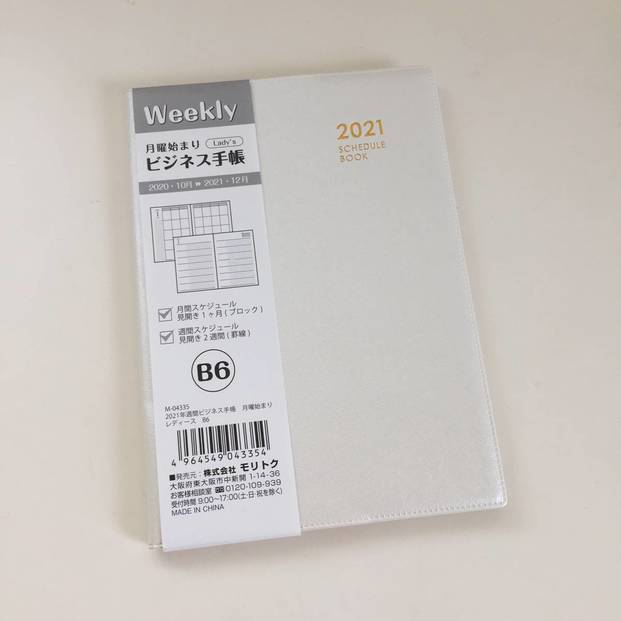 Weekly
月曜始まり Lady's
ビジネス手帳
2020・10月 » 2021・12月
月間スケジュール
見開き1ヶ月(ブロック)
週間スケジュール
見開き2週間(罫線)
B6
M-04335
2021年週間ビジネス手帳 月曜始まり
レディース B6
4 964549 043354
■発売元:株式会社 モリトク
大阪府東大阪市中新開1-14-36
お客様相談室 0120-109-939
受付時間 9:00〜17:00(土・日・祝を除く)
MADE IN CHINA
2021
SCHEDULE
BOOK